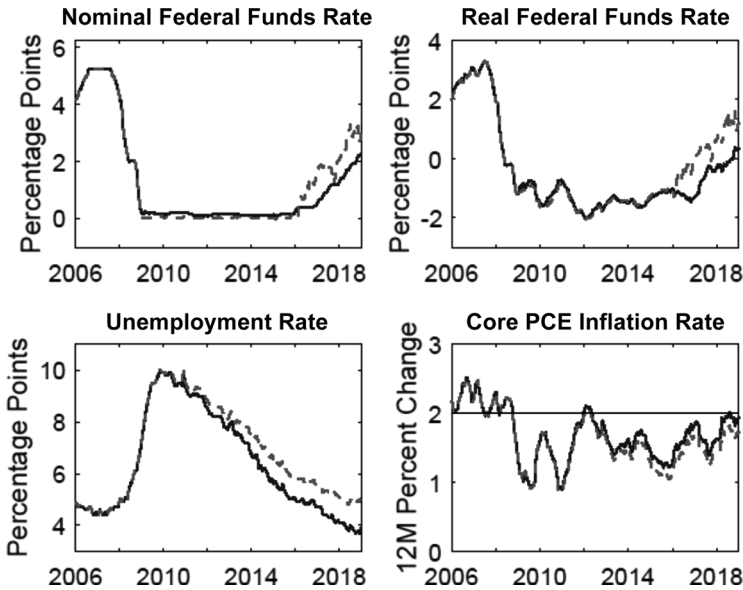 Nominal Federal Funds Rate
Percentage Points
6
4
2
0
2006 2010 2014 2018
Real Federal Funds Rate
Percentage Points
4
2
0
-2
2006 2010 2014 2018
Unemployment Rate
Percentage Points
10
8
6
4
2006 2010 2014 2018
Core PCE Inflation Rate
12M Percent Change
3
2
1
0
2006 2010 2014 2018